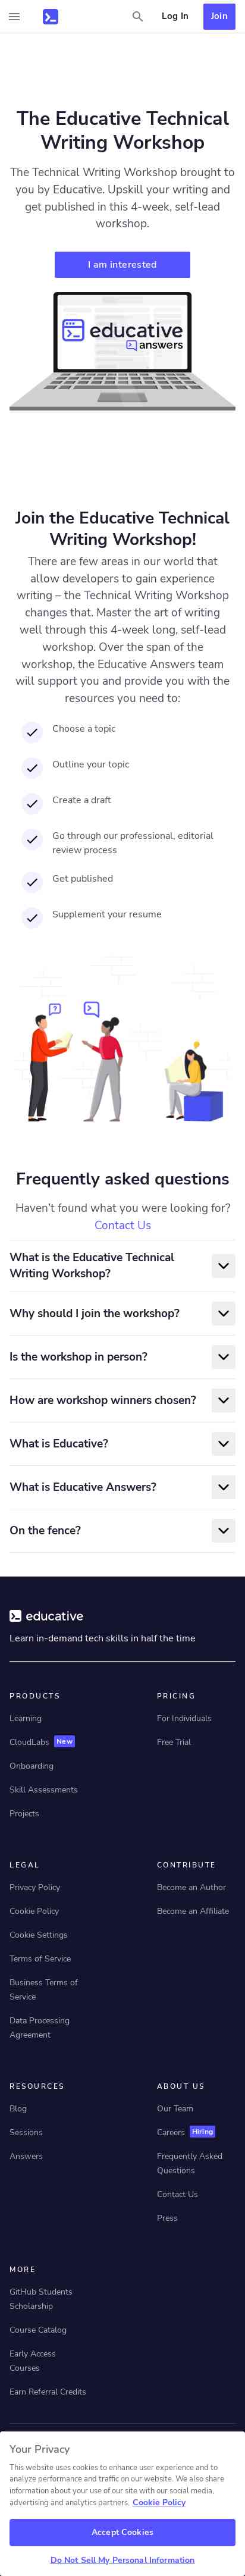 Log In
Join
The Educative Technical
Writing Workshop
The Technical Writing Workshop brought to
you by Educative. Upskill your writing and
get published in this 4-week, self-lead
workshop.
I am interested
educative
answers
Join the Educative Technical
Writing Workshop!
There are few areas in our world that
allow developers to gain experience
writing – the Technical Writing Workshop
changes that. Master the art of writing
well through this 4-week long, self-lead
workshop. Over the span of the
workshop, the Educative Answers team
will support you and provide you with the
resources you need to:
Choose a topic
Outline your topic
Create a draft
Go through our professional, editorial
review process
Get published
Supplement your resume
Frequently asked questions
Haven’t found what you were looking for?
Contact Us
What is the Educative Technical
Writing Workshop?
Why should I join the workshop?
Is the workshop in person?
How are workshop winners chosen?
What is Educative?
What is Educative Answers?
On the fence?
educative
Learn in-demand tech skills in half the time
PRODUCTS
Learning
CloudLabs New
Onboarding
Skill Assessments
Projects
PRICING
For Individuals
Free Trial
LEGAL
Privacy Policy
Cookie Policy
Cookie Settings
Terms of Service
Business Terms of
Service
Data Processing
Agreement
CONTRIBUTE
Become an Author
Become an Affiliate
RESOURCES
Blog
Sessions
Answers
ABOUT US
Our Team
Careers Hiring
Frequently Asked
Questions
Contact Us
Press
MORE
GitHub Students
Scholarship
Course Catalog
Early Access
Courses
Earn Referral Credits
Your Privacy
This website uses cookies to enhance user experience and to
analyze performance and traffic on our website. We also share
information about your use of our site with our social media,
advertising and analytics partners. Cookie Policy
Accept Cookies
Do Not Sell My Personal Information